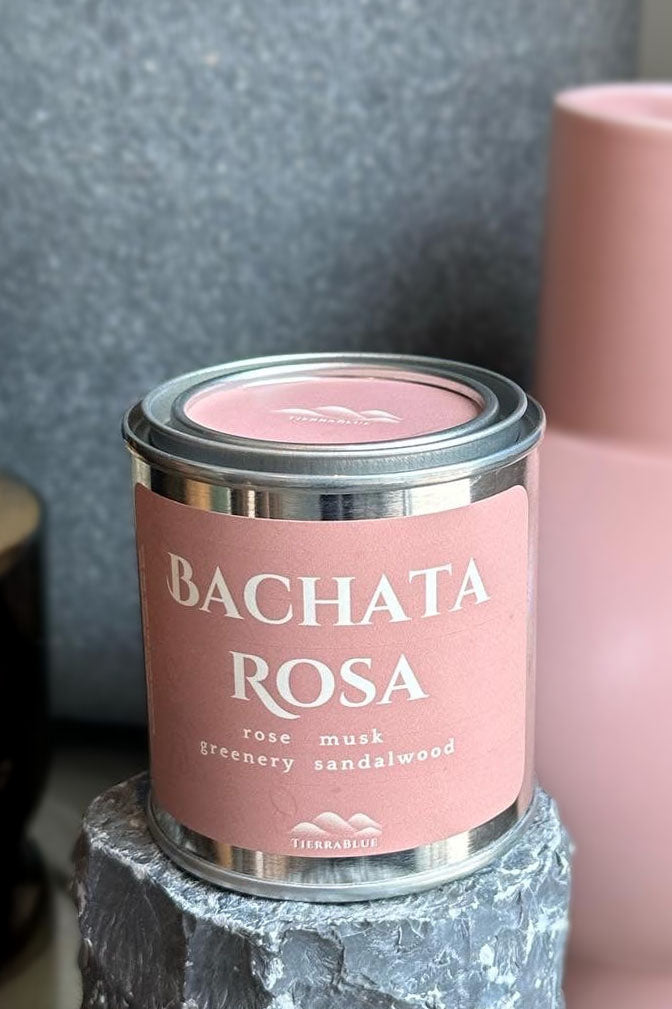 TIERRABLUE
BACHATA
ROSA
rose musk
greenery sandalwood
TIERRABLUE